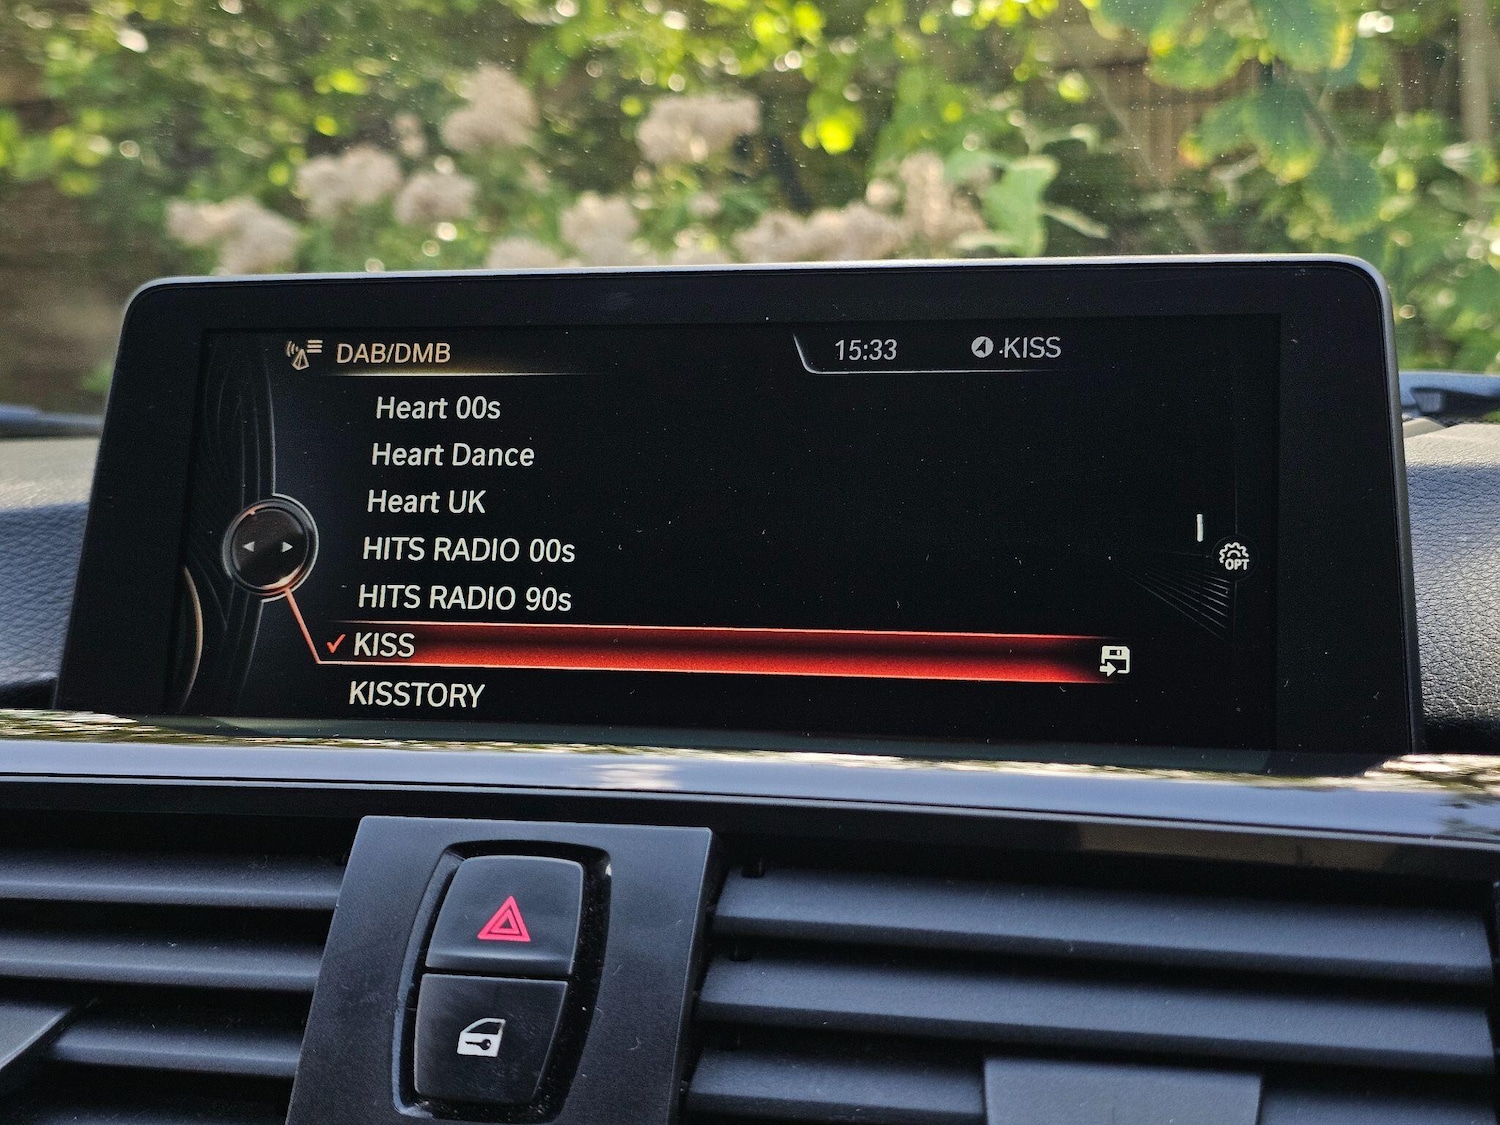 DAB/DMB
15:33 KISS
Heart 00s
Heart Dance
Heart UK
HITS RADIO 00s
HITS RADIO 90s
KISS
KISSTORY
OPT